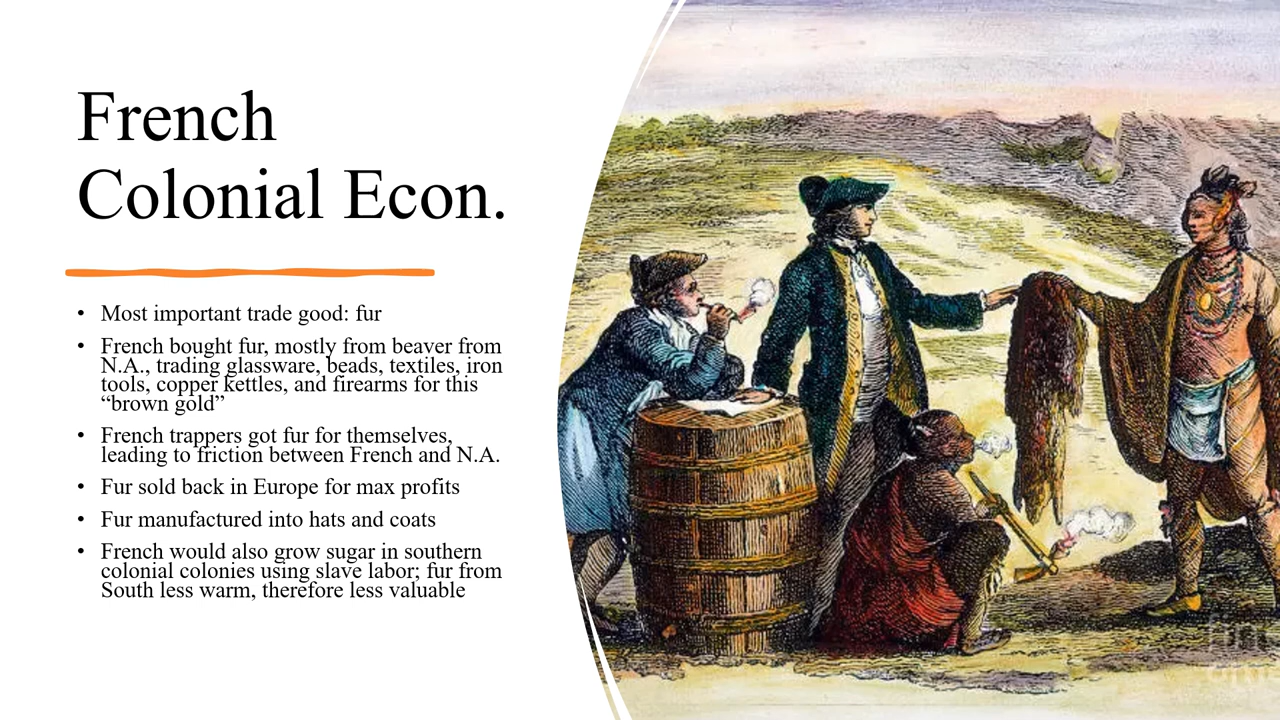 French
Colonial Econ.
• Most important trade good: fur
• French bought fur, mostly from beaver from
N.A., trading glassware, beads, textiles, iron
tools, copper kettles, and firearms for this
“brown gold”
• French trappers got fur for themselves,
leading to friction between French and N.A.
• Fur sold back in Europe for max profits
• Fur manufactured into hats and coats
• French would also grow sugar in southern
colonial colonies using slave labor; fur from
South less warm, therefore less valuable